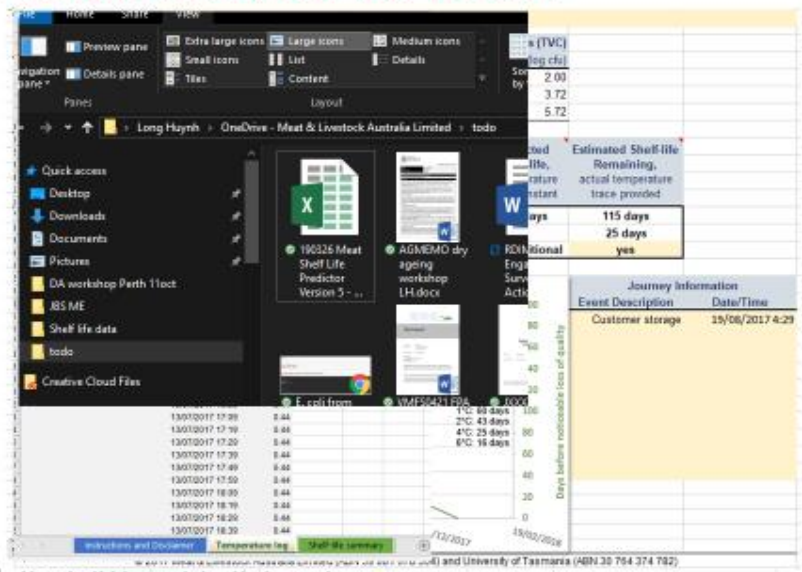 File Home Share View
Preview pane
Details pane
Navigation
pane
Panes
Extra large icons
Large icons
Medium icons
Small icons
List
Details
Tiles
Content
Layout
Sort
by
Long Huynh › OneDrive - Meat & Livestock Australia Limited › todo
Quick access
Desktop
Downloads
Documents
Pictures
DA workshop Perth 11oct
JBS ME
Shelf life data
todo
Creative Cloud Files
190326 Meat
Shelf Life
Predictor
Version 5 - ...
AGMEMO dry
ageing
workshop
LH.docx
E. coli from
(TVC)
(log cfu)
2.00
3.72
5.72
Estimated Shelf-life
Remaining,
actual temperature
trace provided
115 days
25 days
yes
Journey Information
Event Description Date/Time
Customer storage 19/08/2017 4:29
Days before noticeable loss of quality
100
80
60
40
20
0
1°C: 60 days
2°C: 43 days
4°C: 25 days
6°C: 16 days
13/07/2017 17:09 0.44
13/07/2017 17:19 0.44
13/07/2017 17:29 0.44
13/07/2017 17:39 0.44
13/07/2017 17:49 0.44
13/07/2017 17:59 0.44
13/07/2017 18:09 0.44
13/07/2017 18:19 0.44
13/07/2017 18:29 0.44
13/07/2017 18:39 0.44
/12/2017
19/02/2018
Instructions and Disclaimer
Temperature log
Shelf-life summary
and University of Tasmania (ABN 30 764 374 782)